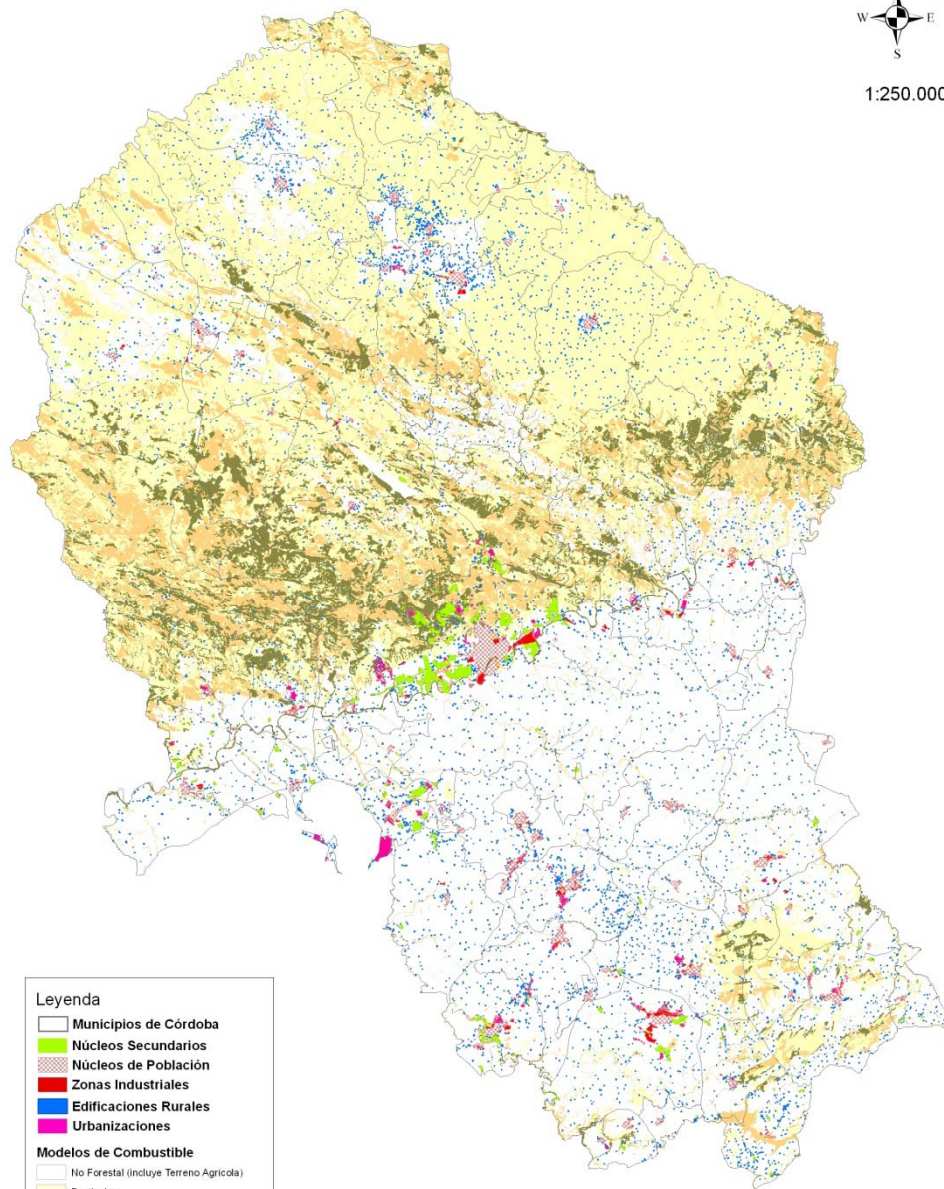 W E
S
1:250.000
Leyenda
Municipios de Córdoba
Núcleos Secundarios
Núcleos de Población
Zonas Industriales
Edificaciones Rurales
Urbanizaciones
Modelos de Combustible
No Forestal (incluye Terreno Agricola)